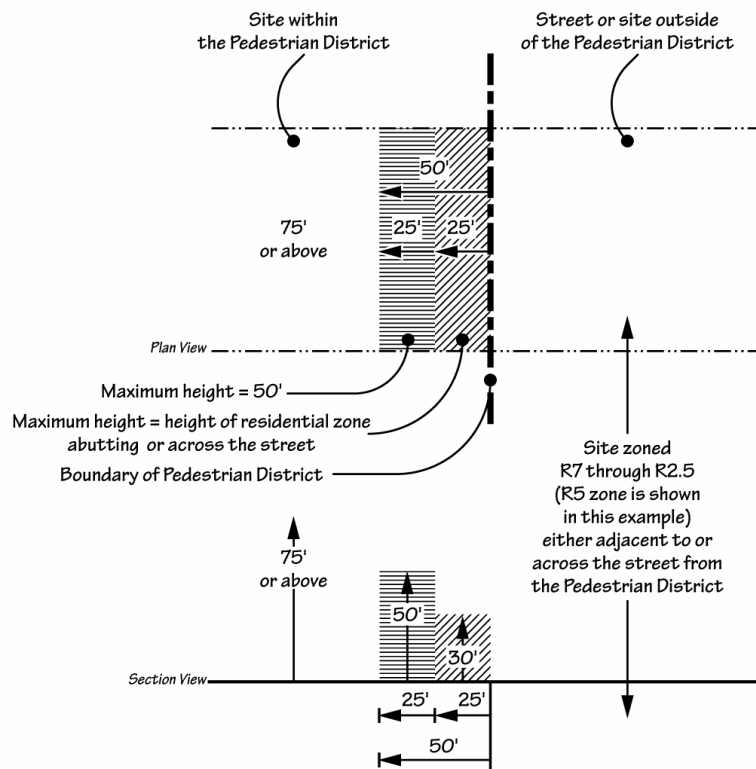 Site within
the Pedestrian District
Street or site outside
of the Pedestrian District
50'
75'
or above
25'
25'
Plan View
Maximum height = 50'
Maximum height = height of residential zone
abutting or across the street
Boundary of Pedestrian District
Site zoned
R7 through R2.5
(R5 zone is shown
in this example)
either adjacent to or
across the street from
the Pedestrian District
75'
or above
50'
30'
Section View
25'
25'
50'